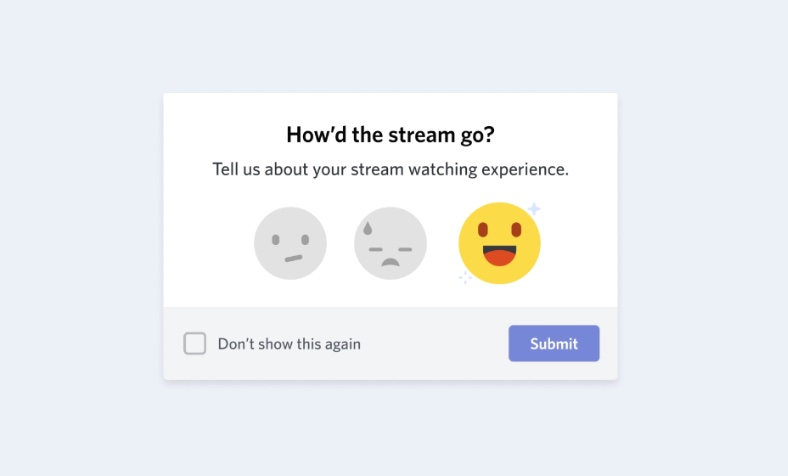 How’d the stream go?
Tell us about your stream watching experience.
Don’t show this again
Submit